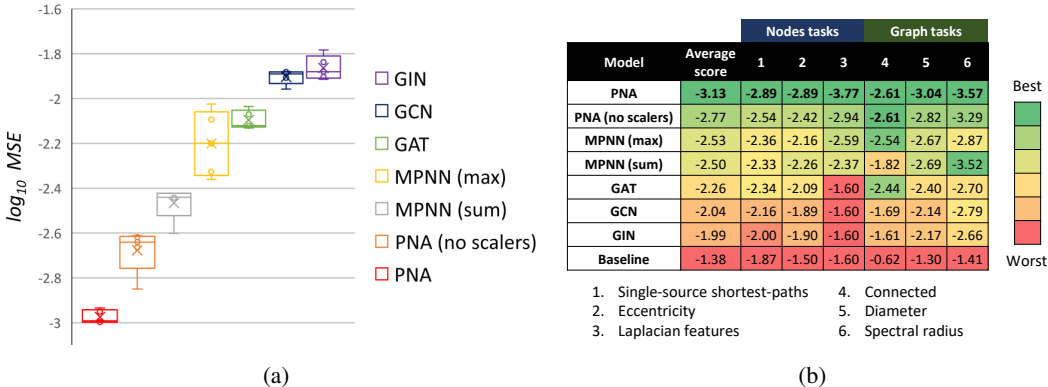 -1.6
-1.8
-2
-2.2
-2.4
-2.6
-2.8
-3
log10 MSE
GIN
GCN
GAT
MPNN (max)
MPNN (sum)
PNA (no scalers)
PNA
(a)
Nodes tasks Graph tasks
Model Average score 1 2 3 4 5 6
PNA -3.13 -2.89 -2.89 -3.77 -2.61 -3.04 -3.57
PNA (no scalers) -2.77 -2.54 -2.42 -2.94 -2.61 -2.82 -3.29
MPNN (max) -2.53 -2.36 -2.16 -2.59 -2.54 -2.67 -2.87
MPNN (sum) -2.50 -2.33 -2.26 -2.37 -1.82 -2.69 -3.52
GAT -2.26 -2.34 -2.09 -1.60 -2.44 -2.40 -2.70
GCN -2.04 -2.16 -1.89 -1.60 -1.69 -2.14 -2.79
GIN -1.99 -2.00 -1.90 -1.60 -1.61 -2.17 -2.66
Baseline -1.38 -1.87 -1.50 -1.60 -0.62 -1.30 -1.41
Best
Worst
1. Single-source shortest-paths
2. Eccentricity
3. Laplacian features
4. Connected
5. Diameter
6. Spectral radius
(b)